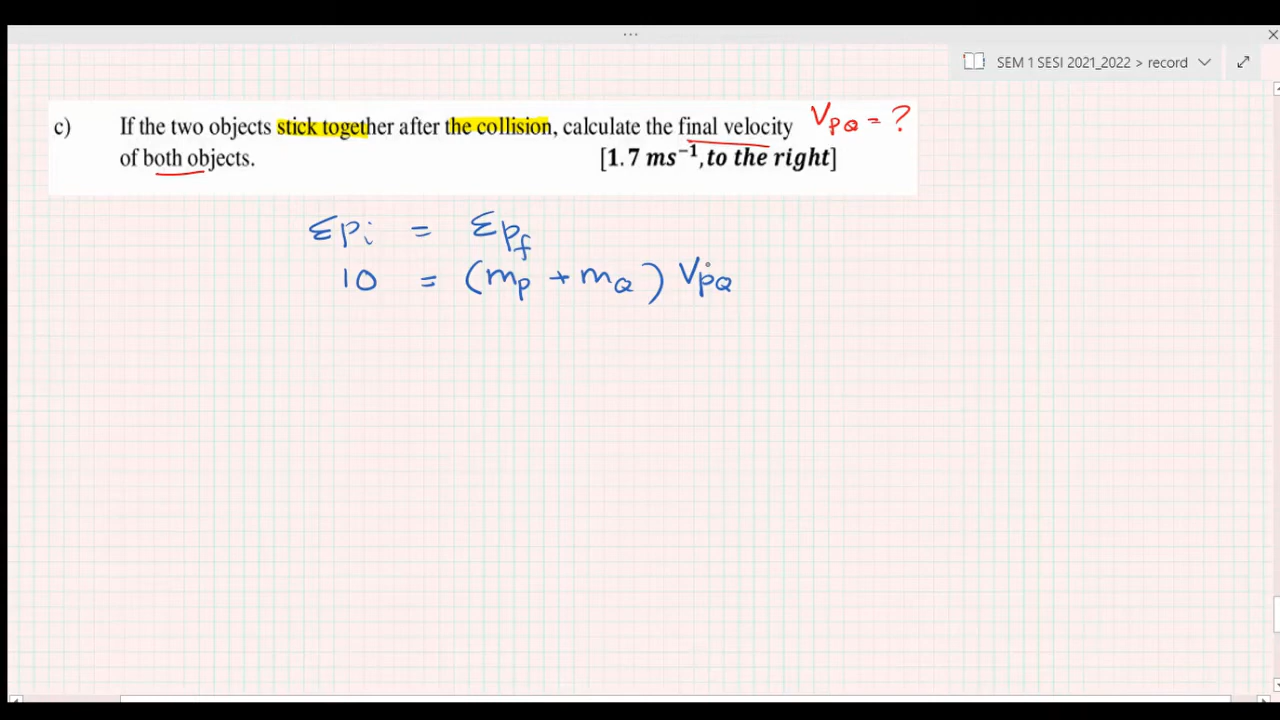 SEM 1 SESI 2021_2022 > record
c) If the two objects stick together after the collision, calculate the final velocity V_PQ = ?
of both objects. [1.7 ms⁻¹, to the right]
Σp_i = Σp_f
10 = (m_P + m_Q) V_PQ